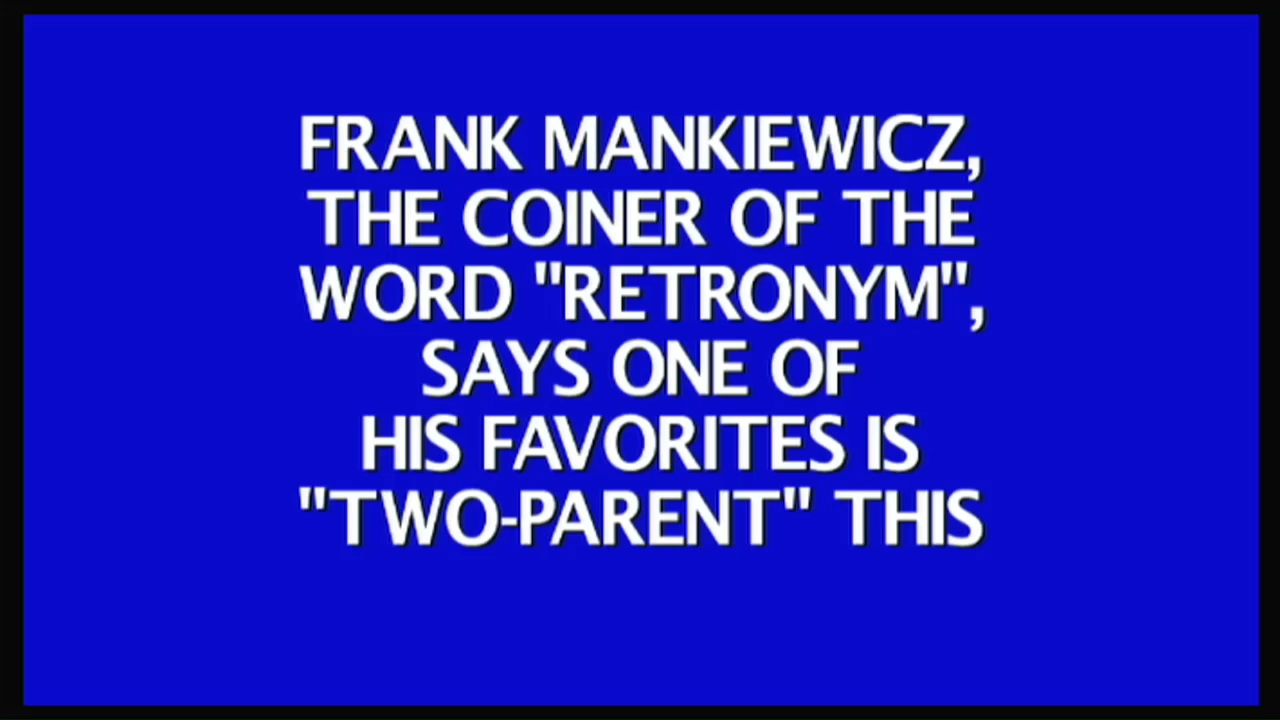 FRANK MANKIEWICZ,
THE COINER OF THE
WORD "RETRONYM",
SAYS ONE OF
HIS FAVORITES IS
"TWO-PARENT" THIS